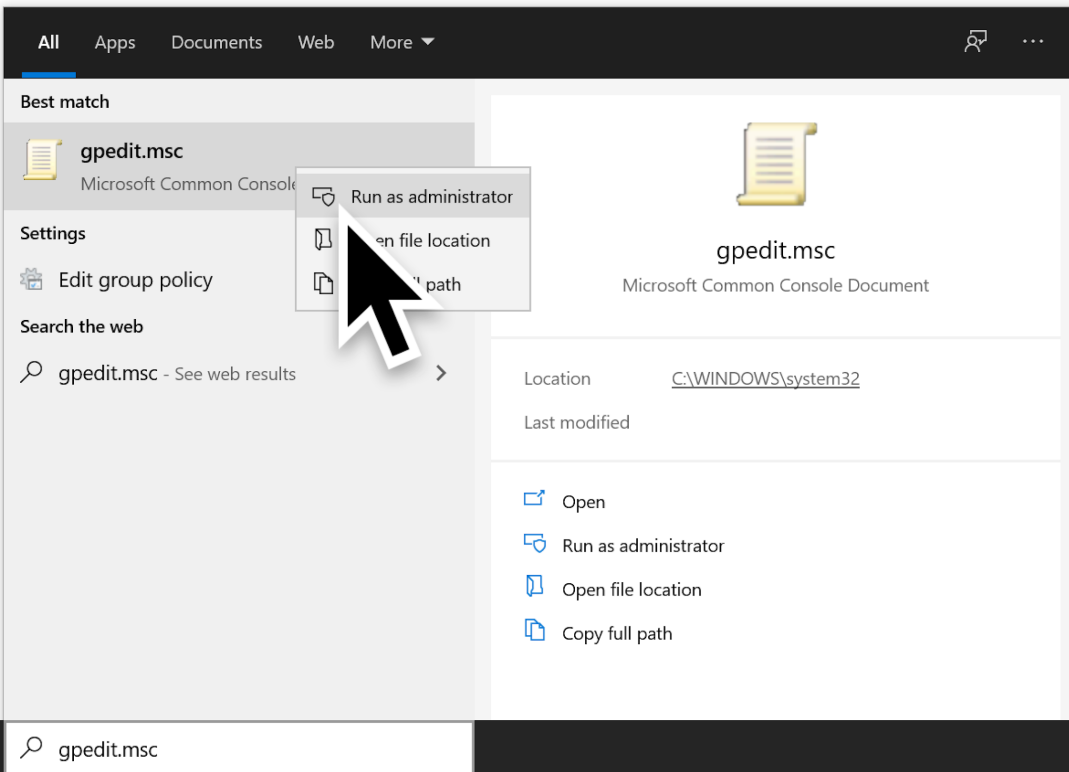 All Apps Documents Web More
Best match
gpedit.msc
Microsoft Common Console
Run as administrator
en file location
path
Settings
Edit group policy
Search the web
gpedit.msc - See web results
gpedit.msc
Microsoft Common Console Document
Location C:\WINDOWS\system32
Last modified
Open
Run as administrator
Open file location
Copy full path
gpedit.msc